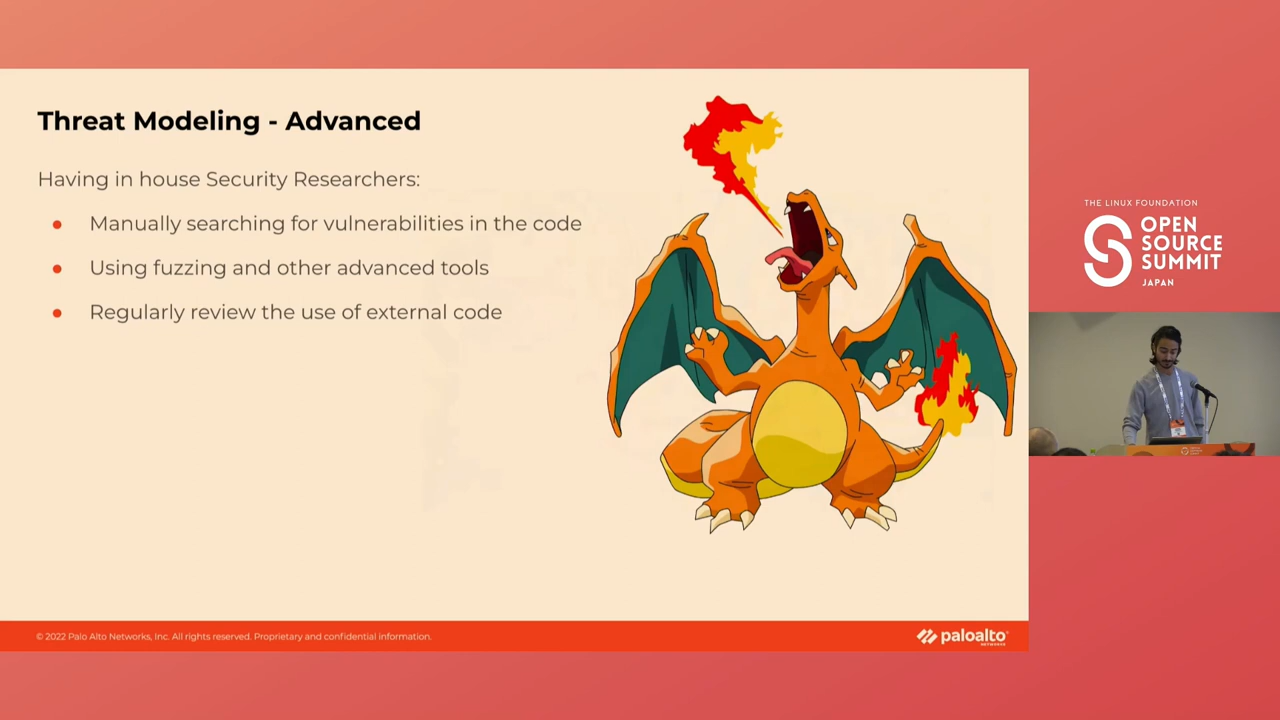 Threat Modeling - Advanced
Having in house Security Researchers:
● Manually searching for vulnerabilities in the code
● Using fuzzing and other advanced tools
● Regularly review the use of external code
© 2022 Palo Alto Networks, Inc. All rights reserved. Proprietary and confidential information.
paloalto
NETWORKS
THE LINUX FOUNDATION
OPEN
SOURCE
SUMMIT
JAPAN